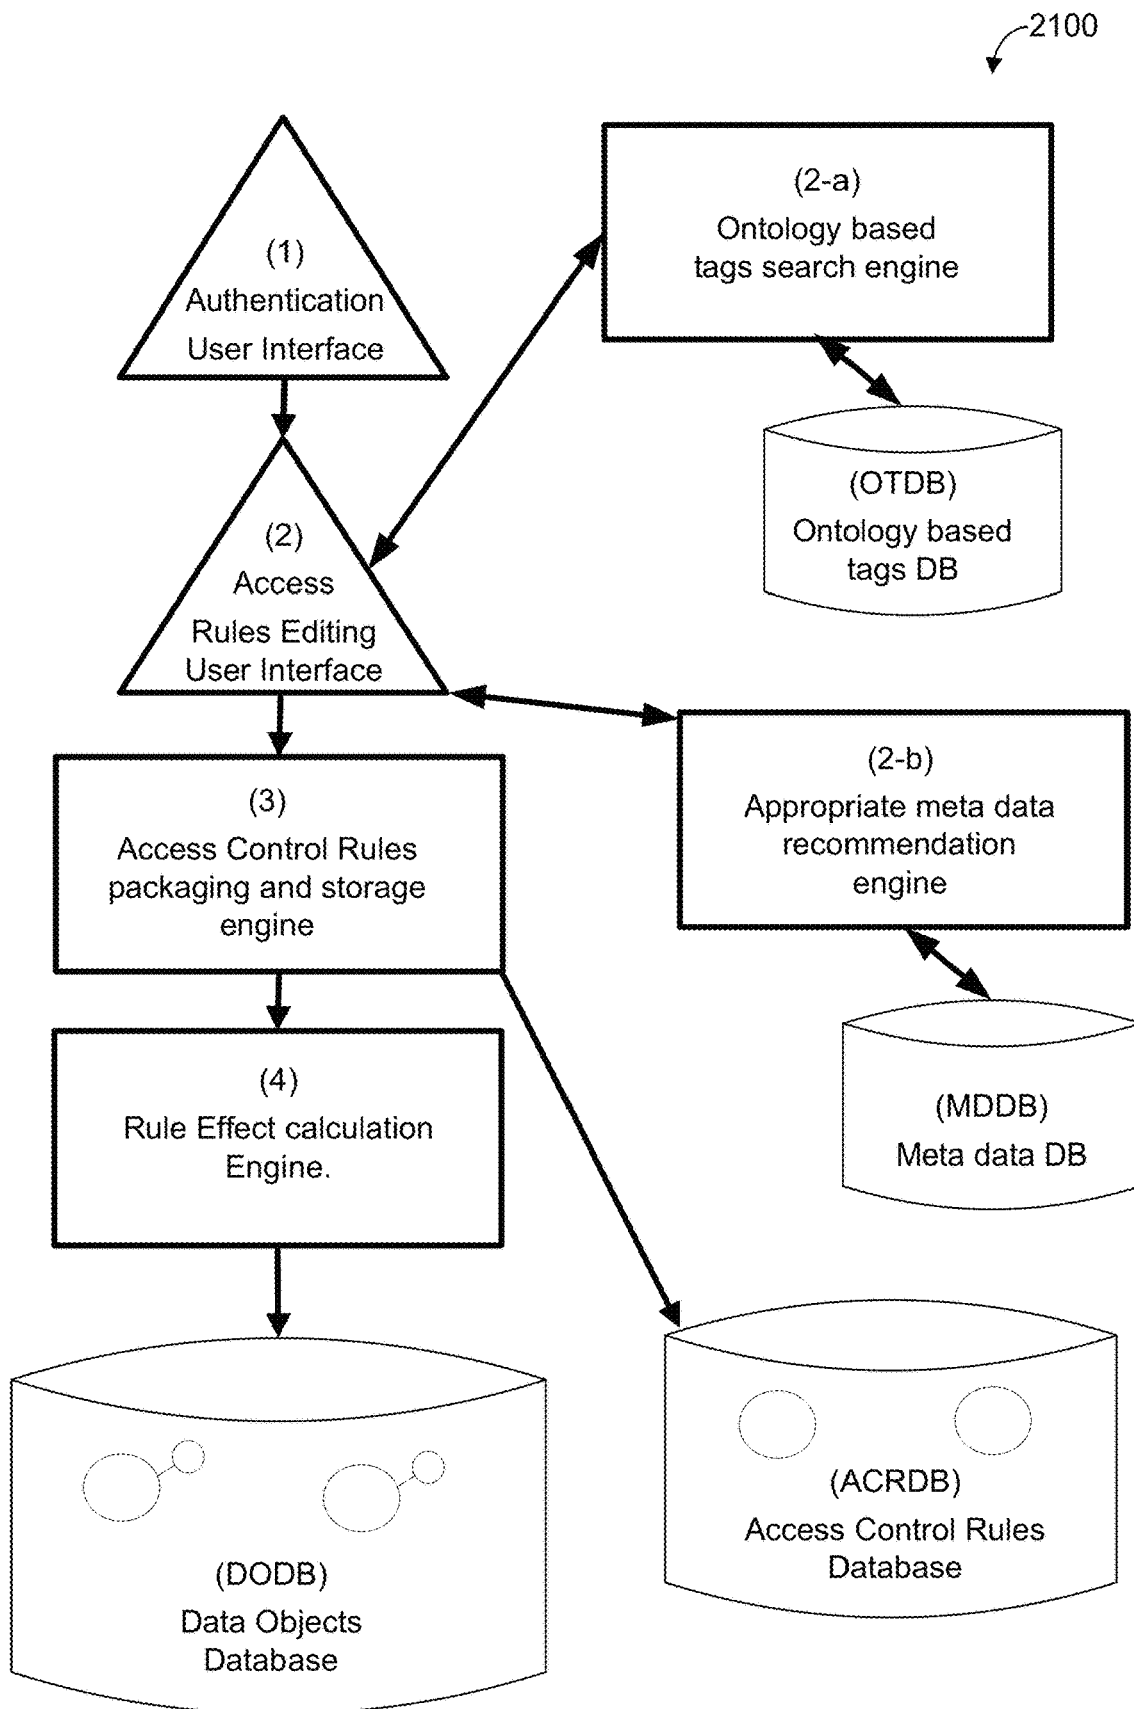 2100
(1)
Authentication
User Interface
(2-a)
Ontology based
tags search engine
(OTDB)
Ontology based
tags DB
(2)
Access
Rules Editing
User Interface
(2-b)
Appropriate meta data
recommendation
engine
(3)
Access Control Rules
packaging and storage
engine
(MDDB)
Meta data DB
(4)
Rule Effect calculation
Engine.
(ACRDB)
Access Control Rules
Database
(DODB)
Data Objects
Database